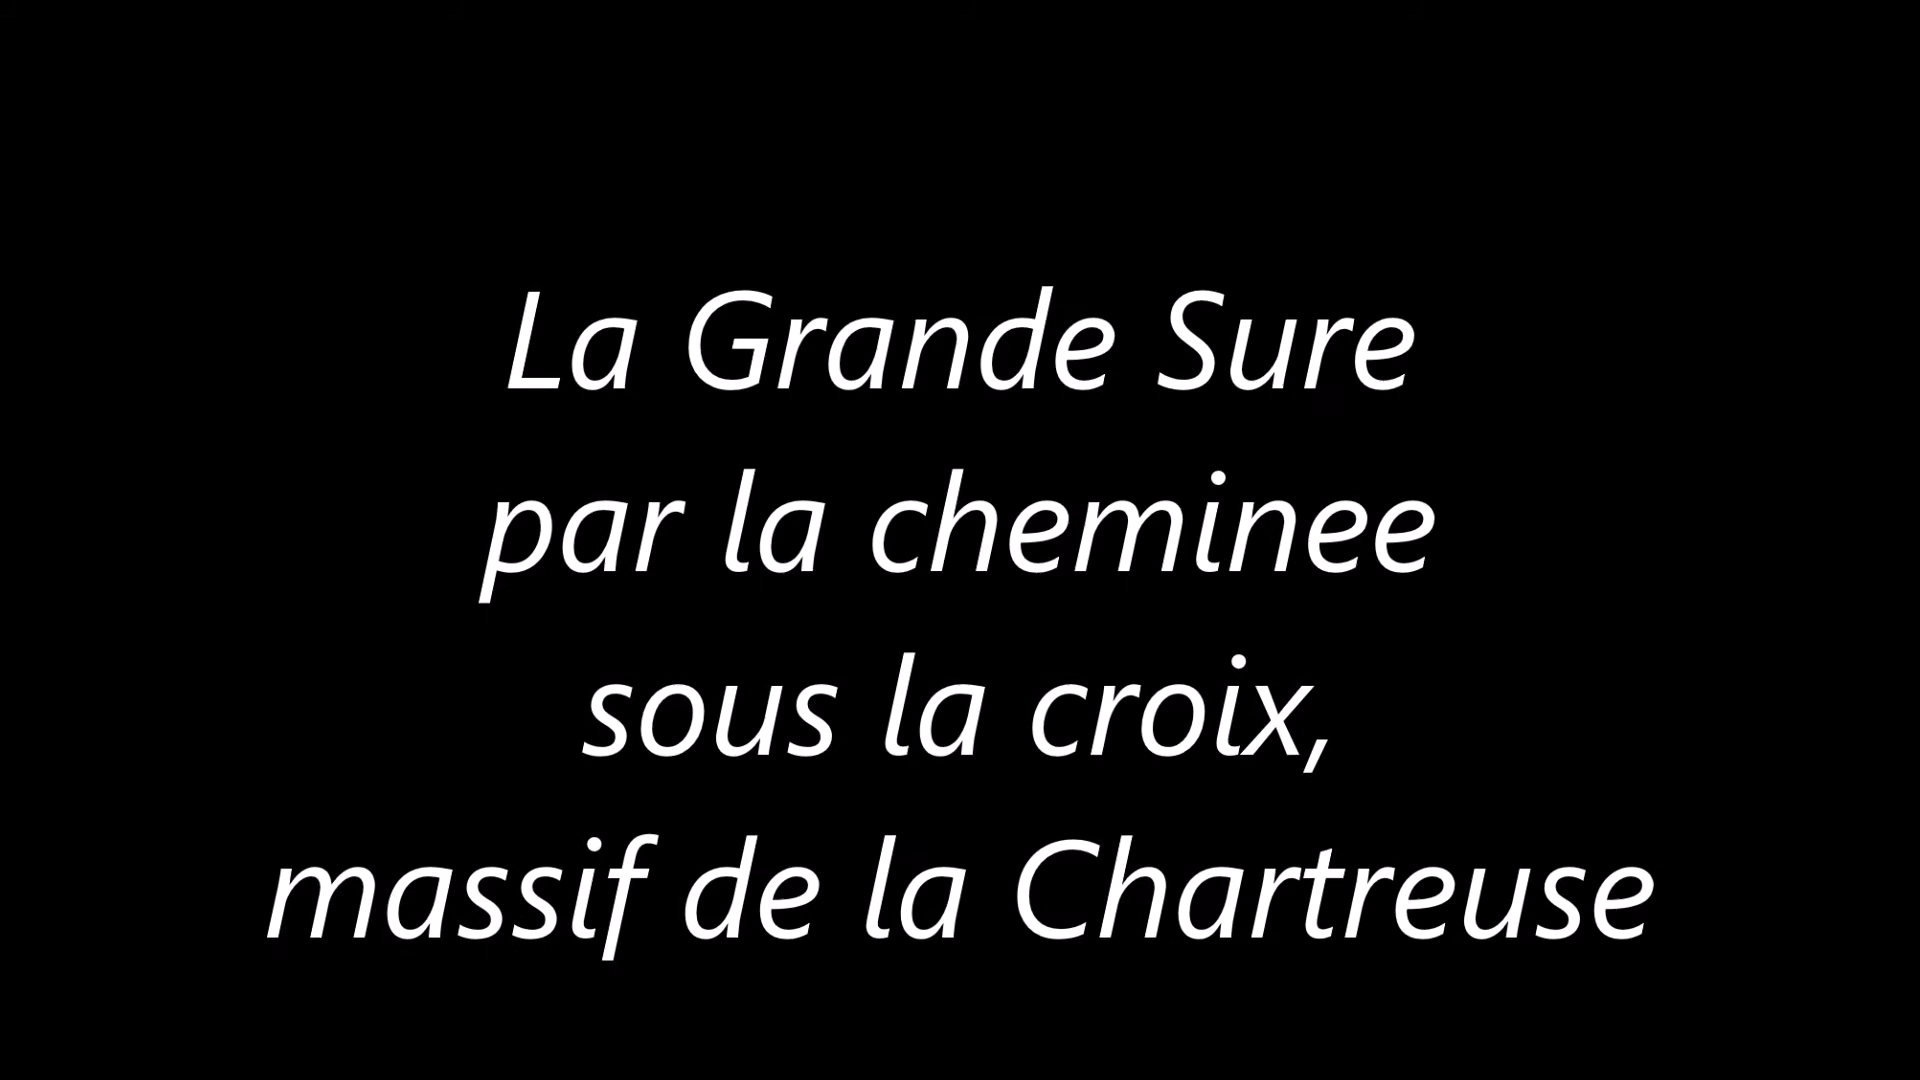 La Grande Sure
par la cheminee
sous la croix,
massif de la Chartreuse